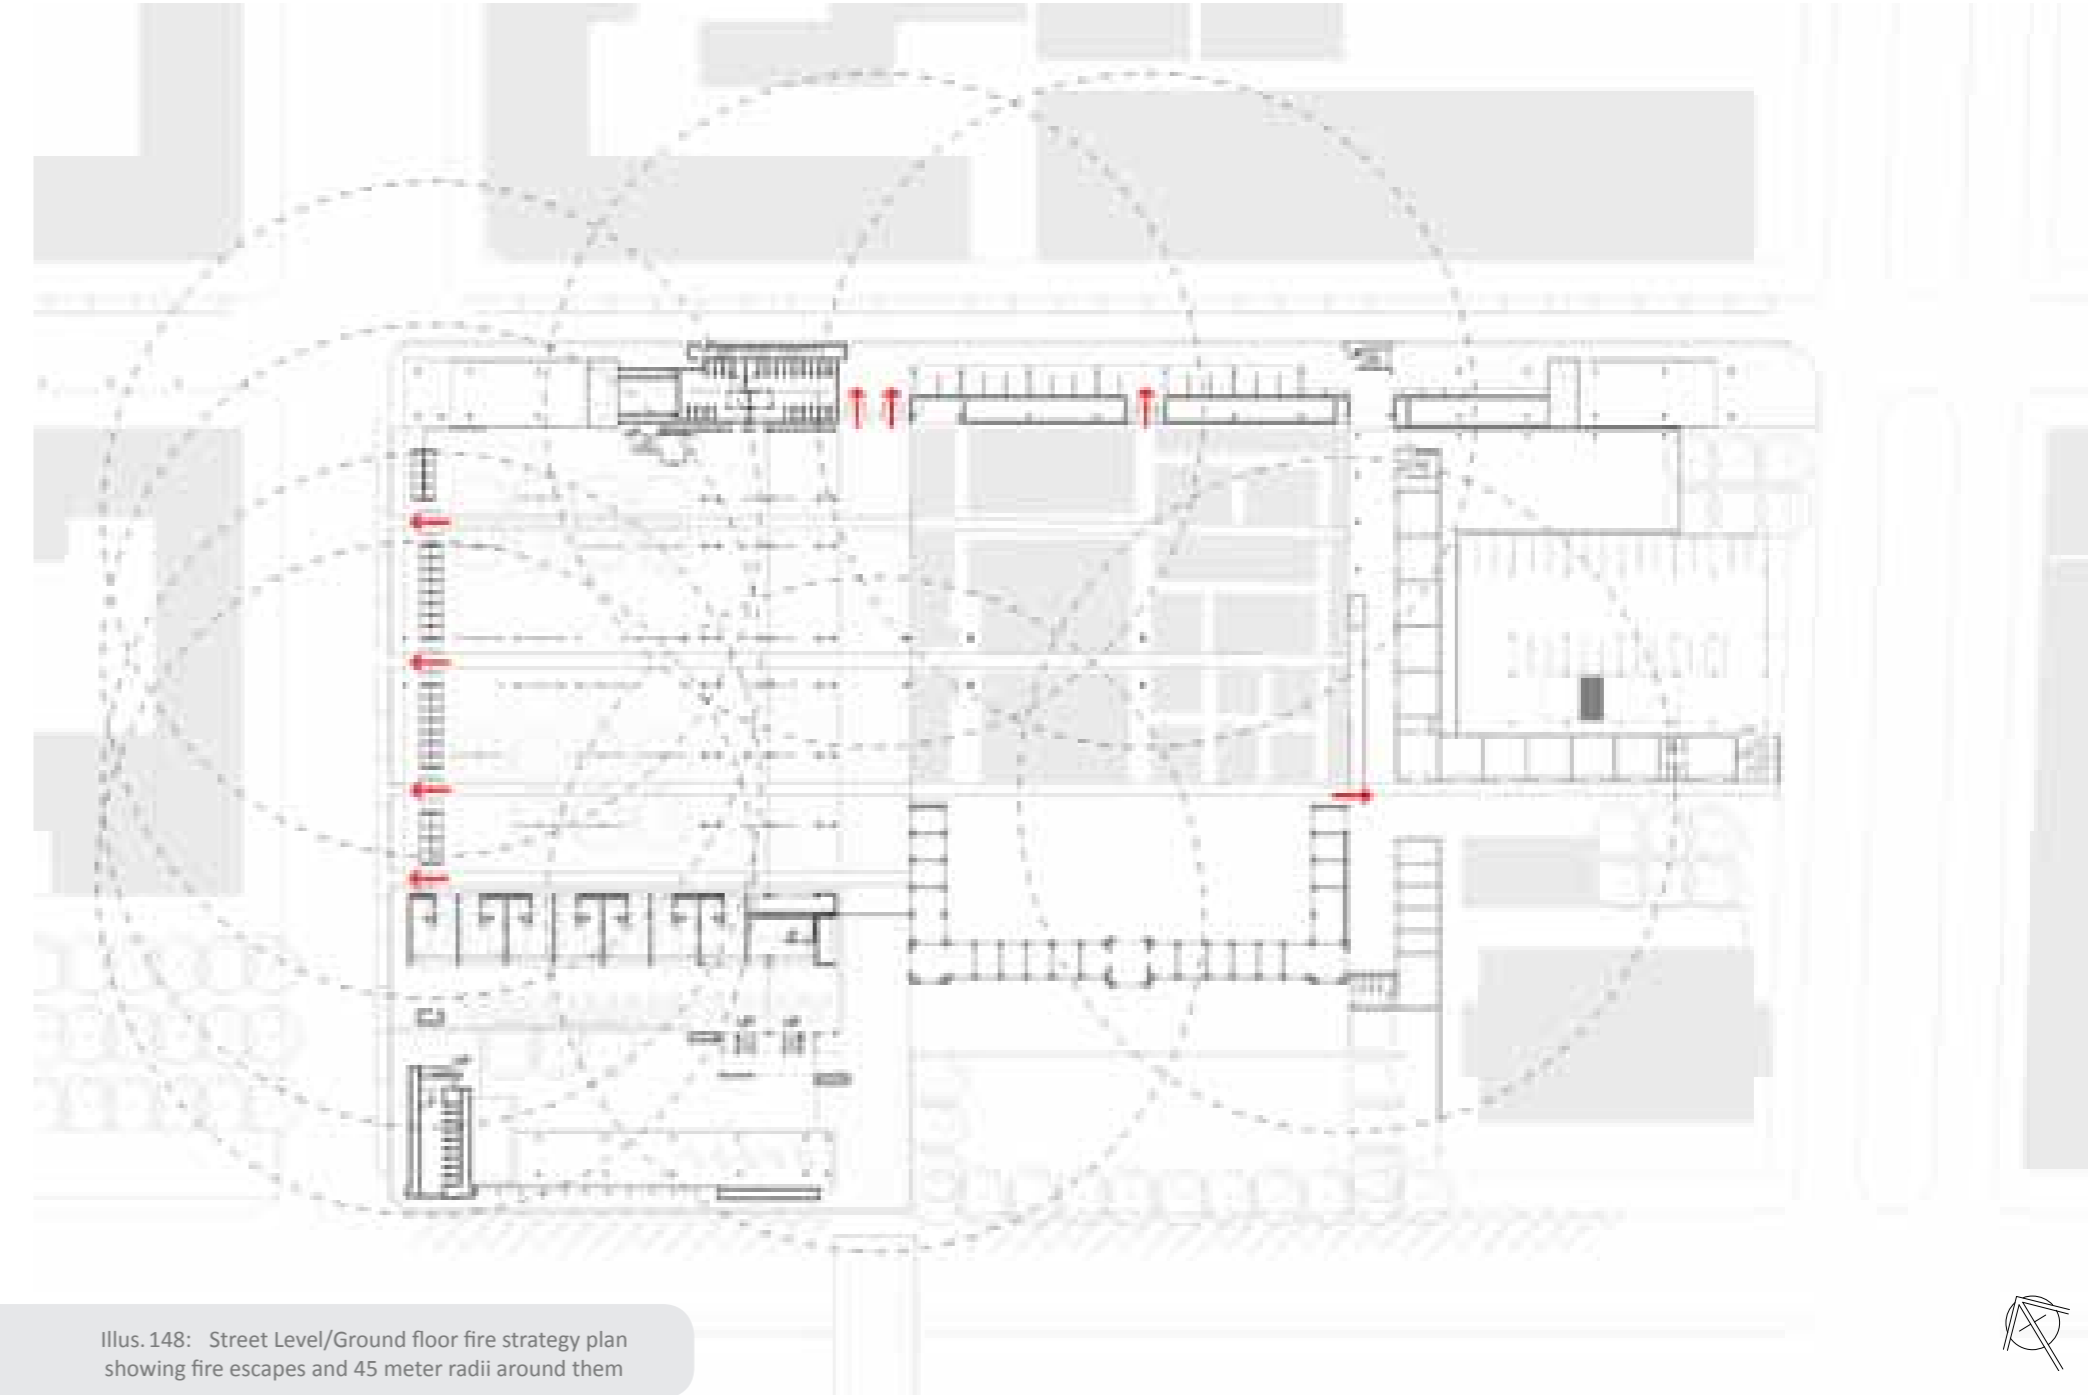 Illus. 148: Street Level/Ground floor fire strategy plan
showing fire escapes and 45 meter radii around them